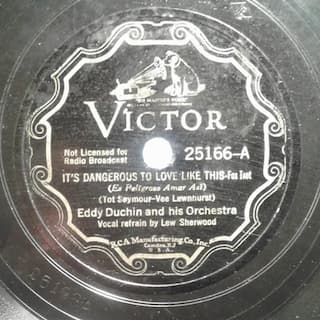 "HIS MASTER'S VOICE"
VICTOR
Not Licensed for
Radio Broadcast
25166-A
IT'S DANGEROUS TO LOVE LIKE THIS-Fox Trot
(Es Peligroso Amar Así)
(Tot Seymour-Vee Lawnhurst)
Eddy Duchin and his Orchestra
Vocal refrain by Lew Sherwood
RCA Manufacturing Co., Inc.
Camden, N.J.
U.S.A.